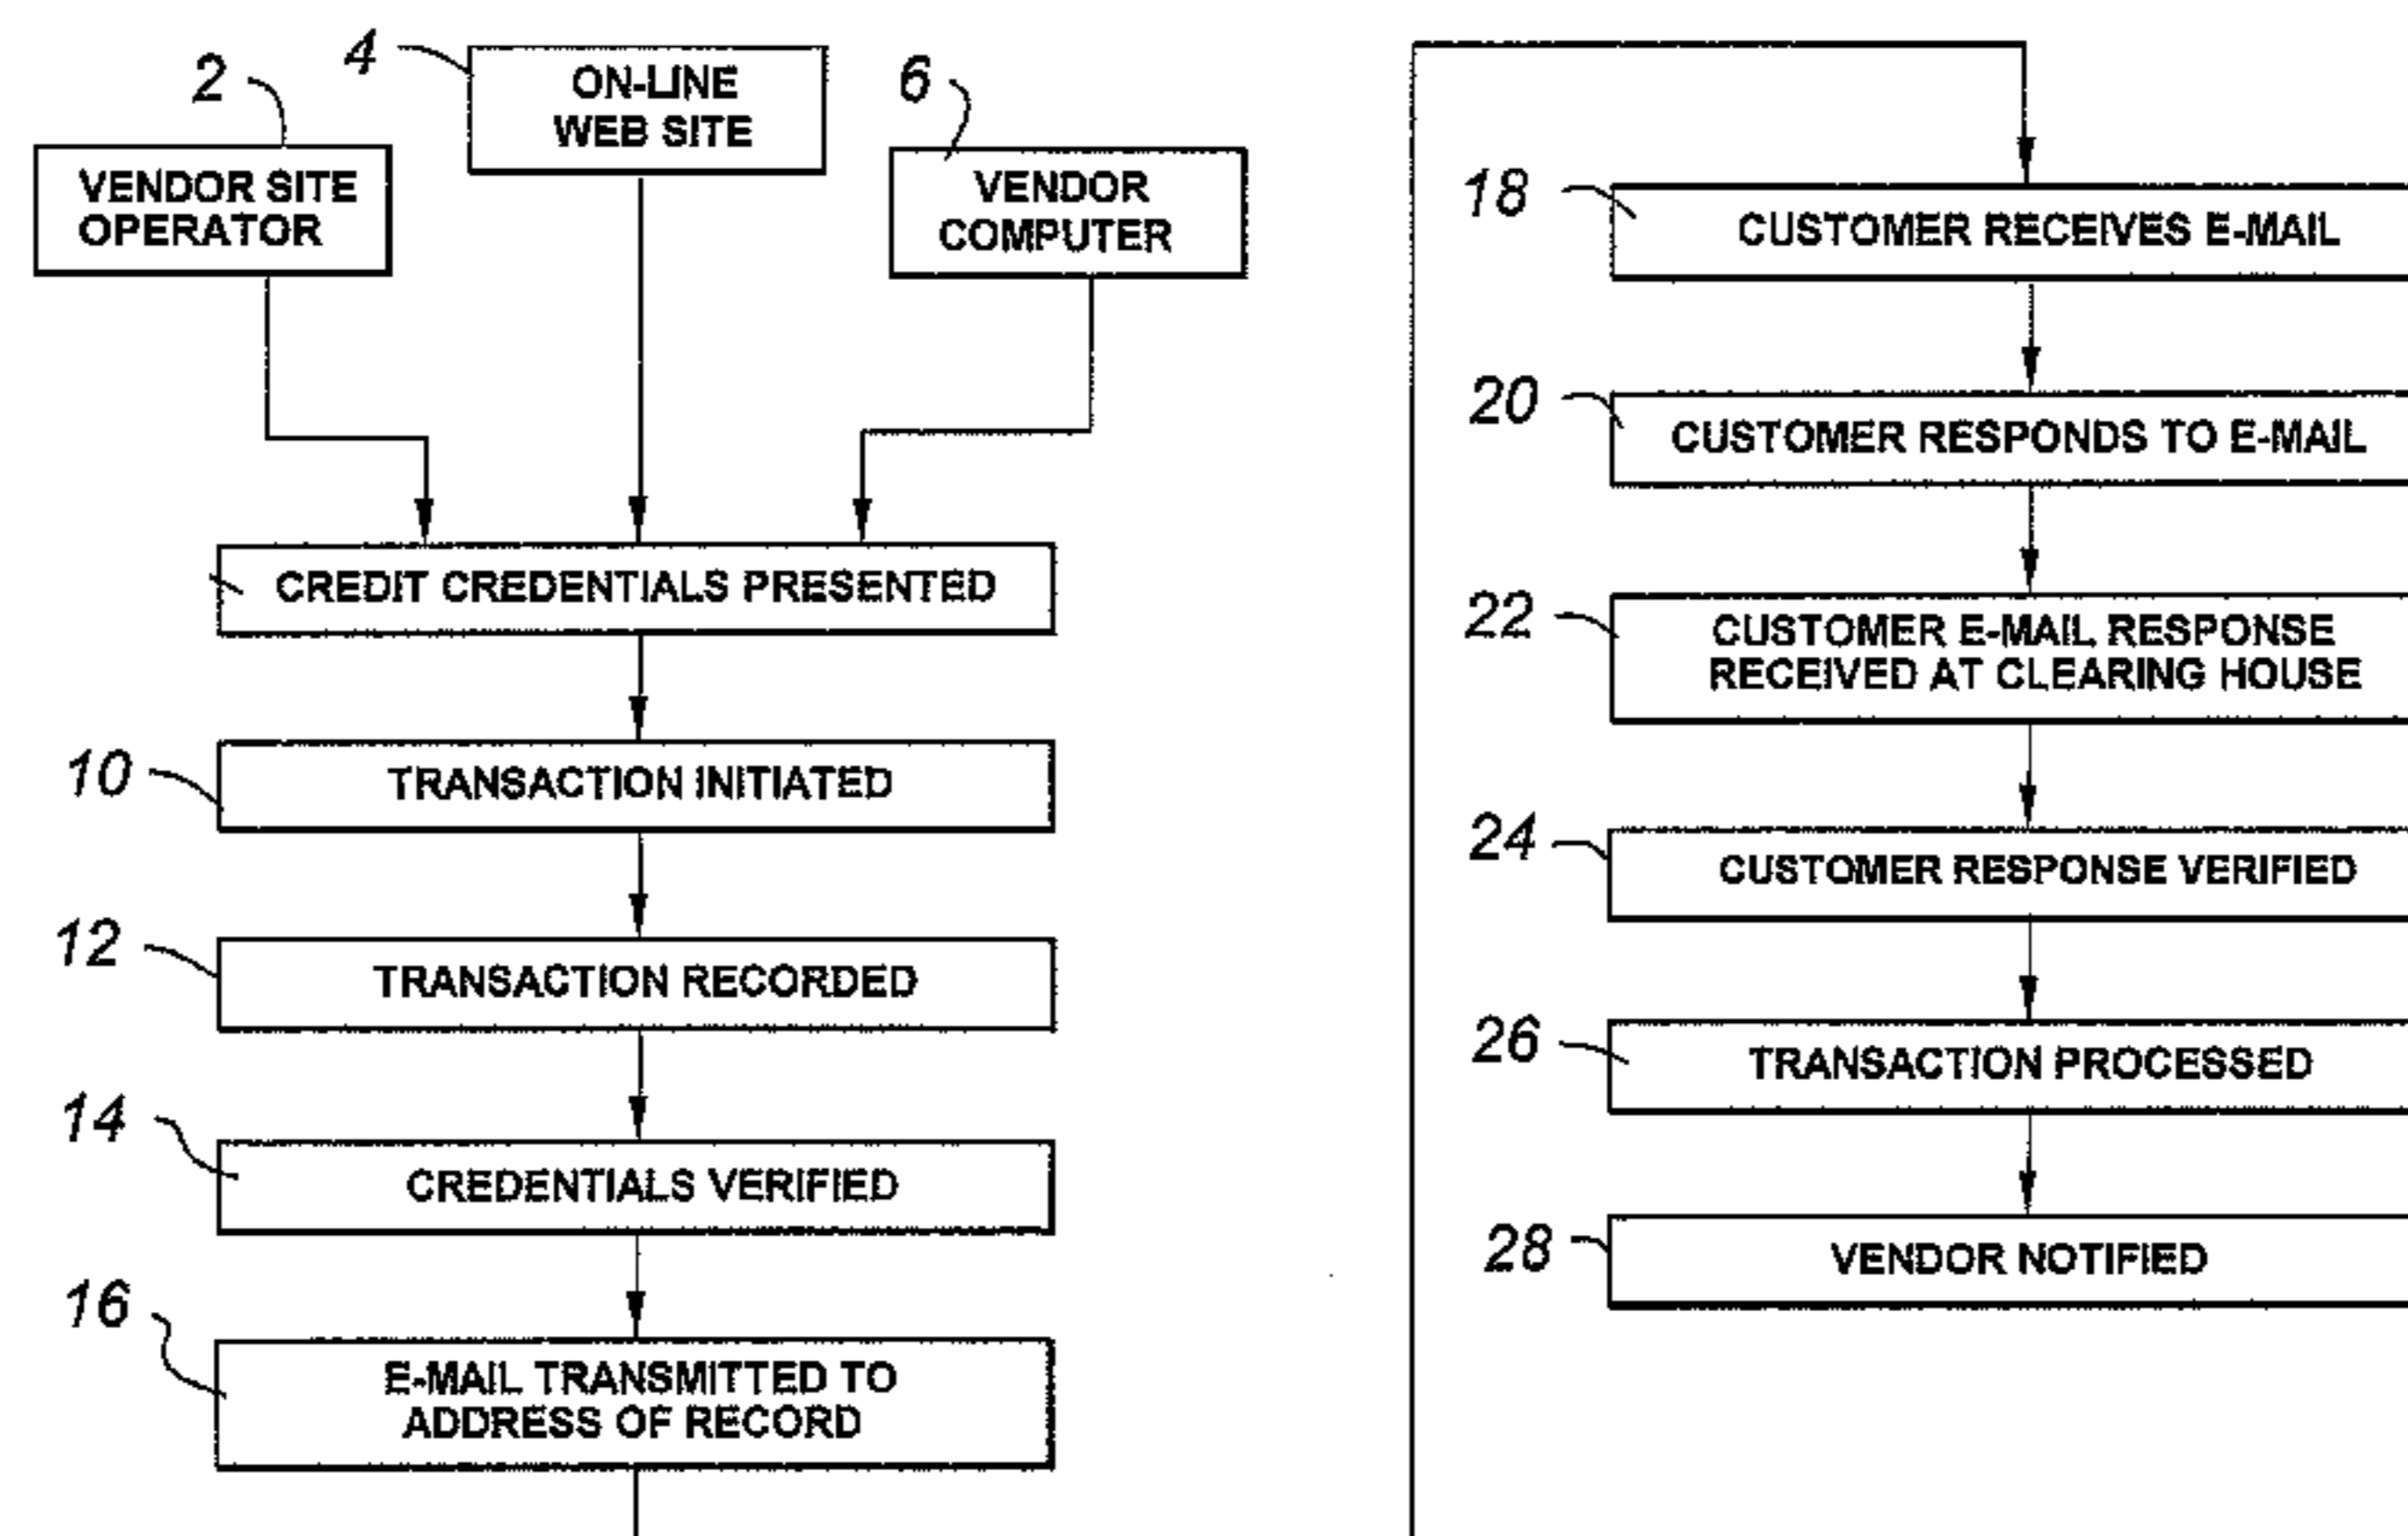 2
4
ON-LINE
WEB SITE
6
VENDOR SITE
OPERATOR
VENDOR
COMPUTER
CREDIT CREDENTIALS PRESENTED
10
TRANSACTION INITIATED
12
TRANSACTION RECORDED
14
CREDENTIALS VERIFIED
16
E-MAIL TRANSMITTED TO
ADDRESS OF RECORD
18
CUSTOMER RECEIVES E-MAIL
20
CUSTOMER RESPONDS TO E-MAIL
22
CUSTOMER E-MAIL RESPONSE
RECEIVED AT CLEARING HOUSE
24
CUSTOMER RESPONSE VERIFIED
26
TRANSACTION PROCESSED
28
VENDOR NOTIFIED